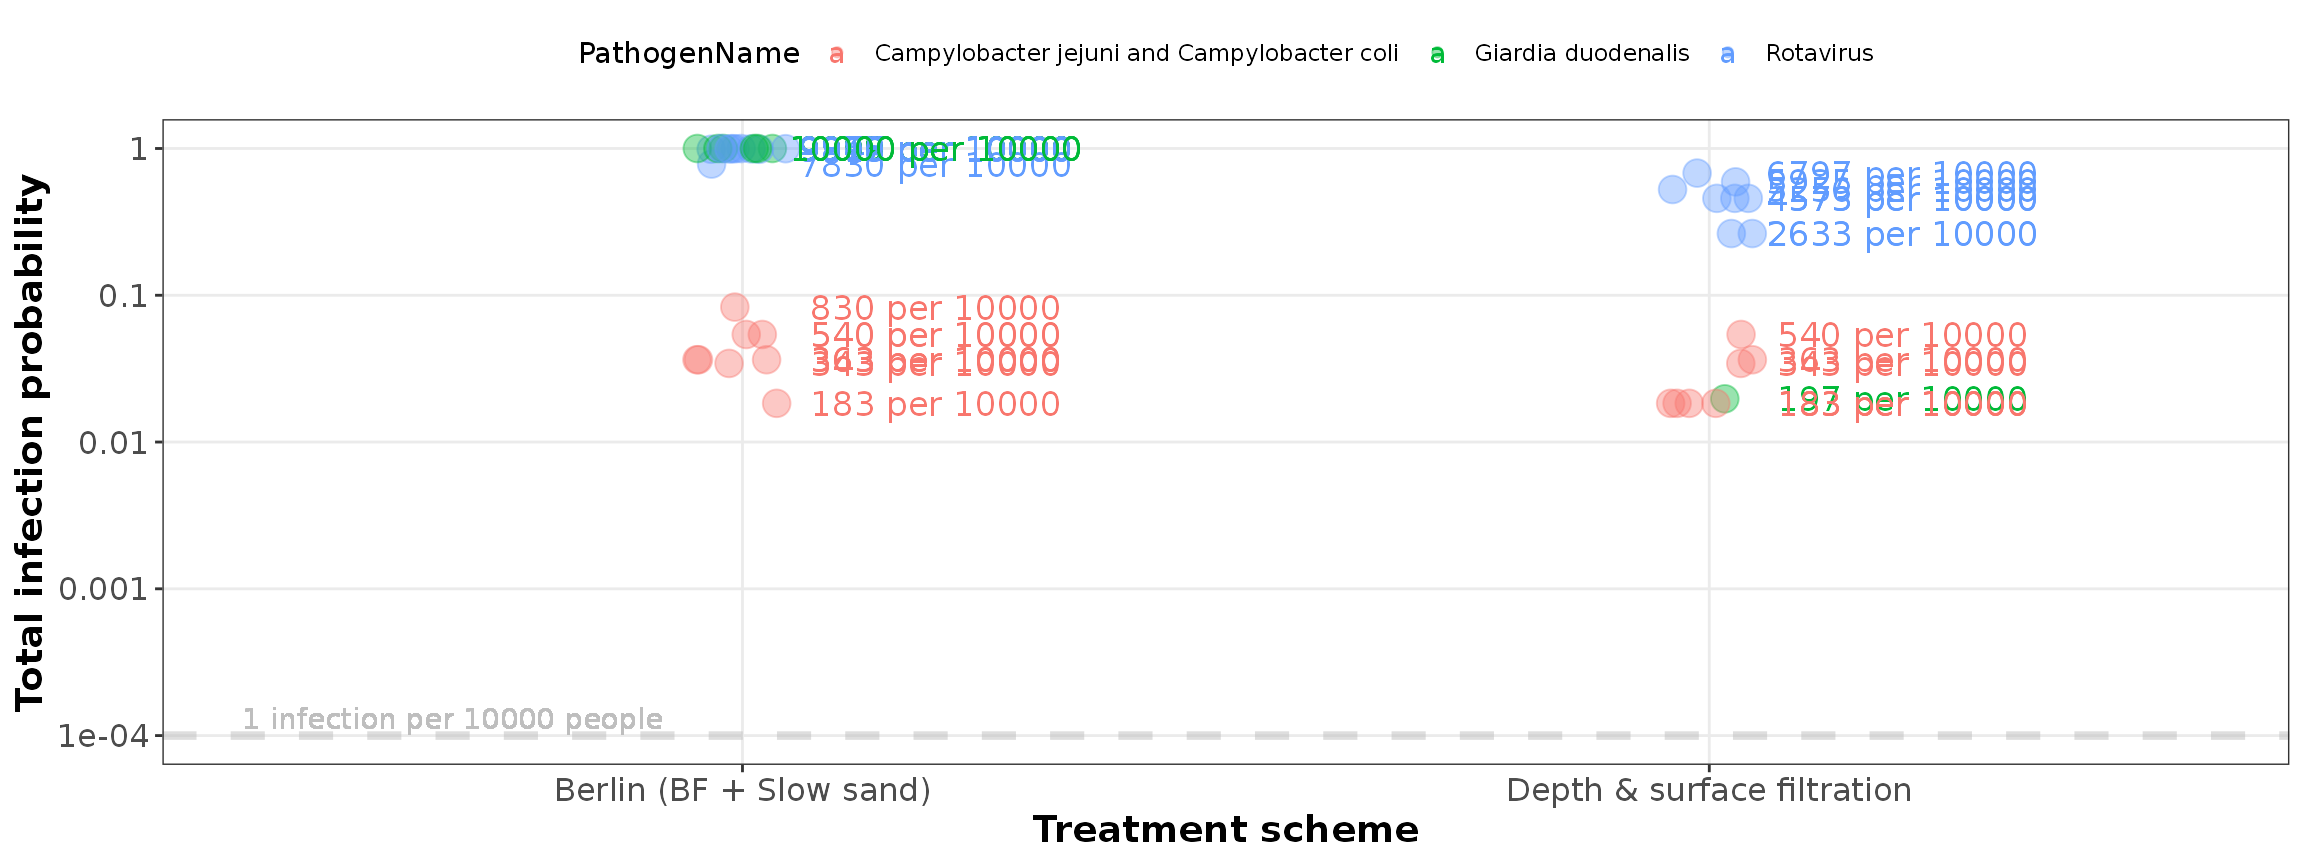 PathogenName a Campylobacter jejuni and Campylobacter coli a Giardia duodenalis a Rotavirus
Total infection probability
1
0.1
0.01
0.001
1e-04
10000 per 10000
7830 per 10000
830 per 10000
540 per 10000
363 per 10000
343 per 10000
183 per 10000
6797 per 10000
per 10000
4573 per 10000
2633 per 10000
540 per 10000
363 per 10000
343 per 10000
197 per 10000
183 per 10000
1 infection per 10000 people
Berlin (BF + Slow sand) Depth & surface filtration
Treatment scheme